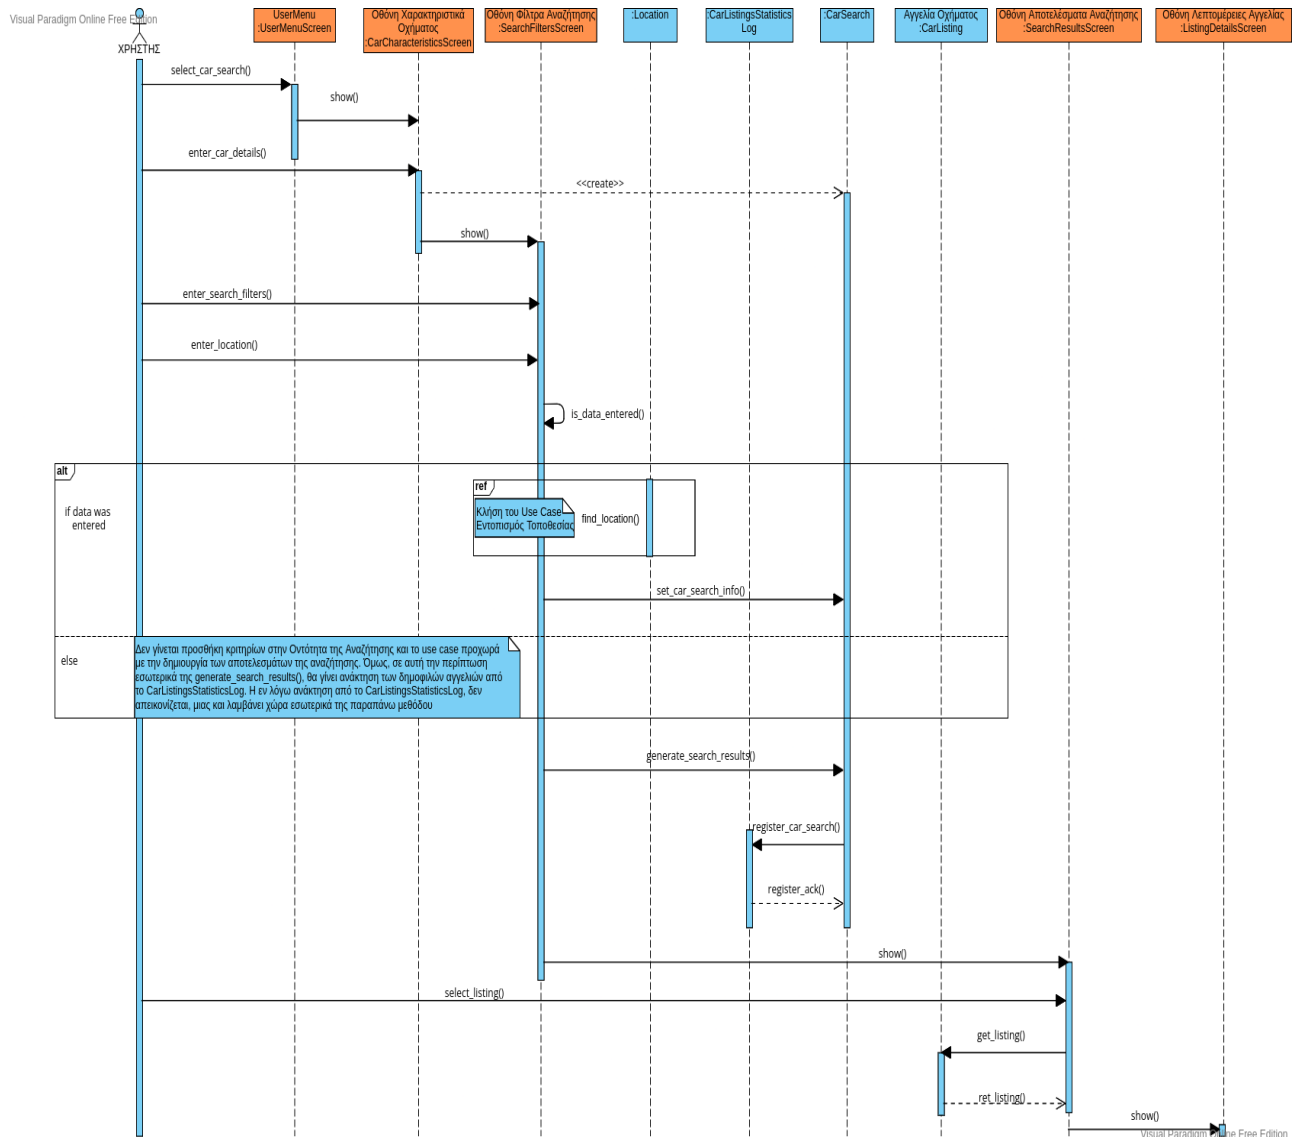 Visual Paradigm Online Free Edition
ΧΡΗΣΤΗΣ
UserMenu
:UserMenuScreen
Οθόνη Χαρακτηριστικά
Οχήματος
:CarCharacteristicsScreen
Οθόνη Φίλτρα Αναζήτησης
:SearchFiltersScreen
:Location
:CarListingsStatistics
Log
:CarSearch
Αγγελία Οχήματος
:CarListing
Οθόνη Αποτελέσματα Αναζήτησης
:SearchResultsScreen
Οθόνη Λεπτομέρειες Αγγελίας
:ListingDetailsScreen
select_car_search()
show()
enter_car_details()
<<create>>
show()
enter_search_filters()
enter_location()
is_data_entered()
alt
if data was
entered
ref
Κλήση του Use Case
Εντοπισμός Τοποθεσίας
find_location()
set_car_search_info()
else
Δεν γίνεται προσθήκη κριτηρίων στην Οντότητα της Αναζήτησης και το use case προχωρά
με την δημιουργία των αποτελεσμάτων της αναζήτησης. Όμως, σε αυτή την περίπτωση
εσωτερικά της generate_search_results(), θα γίνει ανάκτηση των δημοφιλών αγγελιών από
το CarListingsStatisticsLog. Η εν λόγω ανάκτηση από το CarListingsStatisticsLog, δεν
απεικονίζεται, μιας και λαμβάνει χώρα εσωτερικά της παραπάνω μεθόδου
generate_search_results()
register_car_search()
register_ack()
show()
select_listing()
get_listing()
ret_listing()
show()
Visual Paradigm Online Free Edition